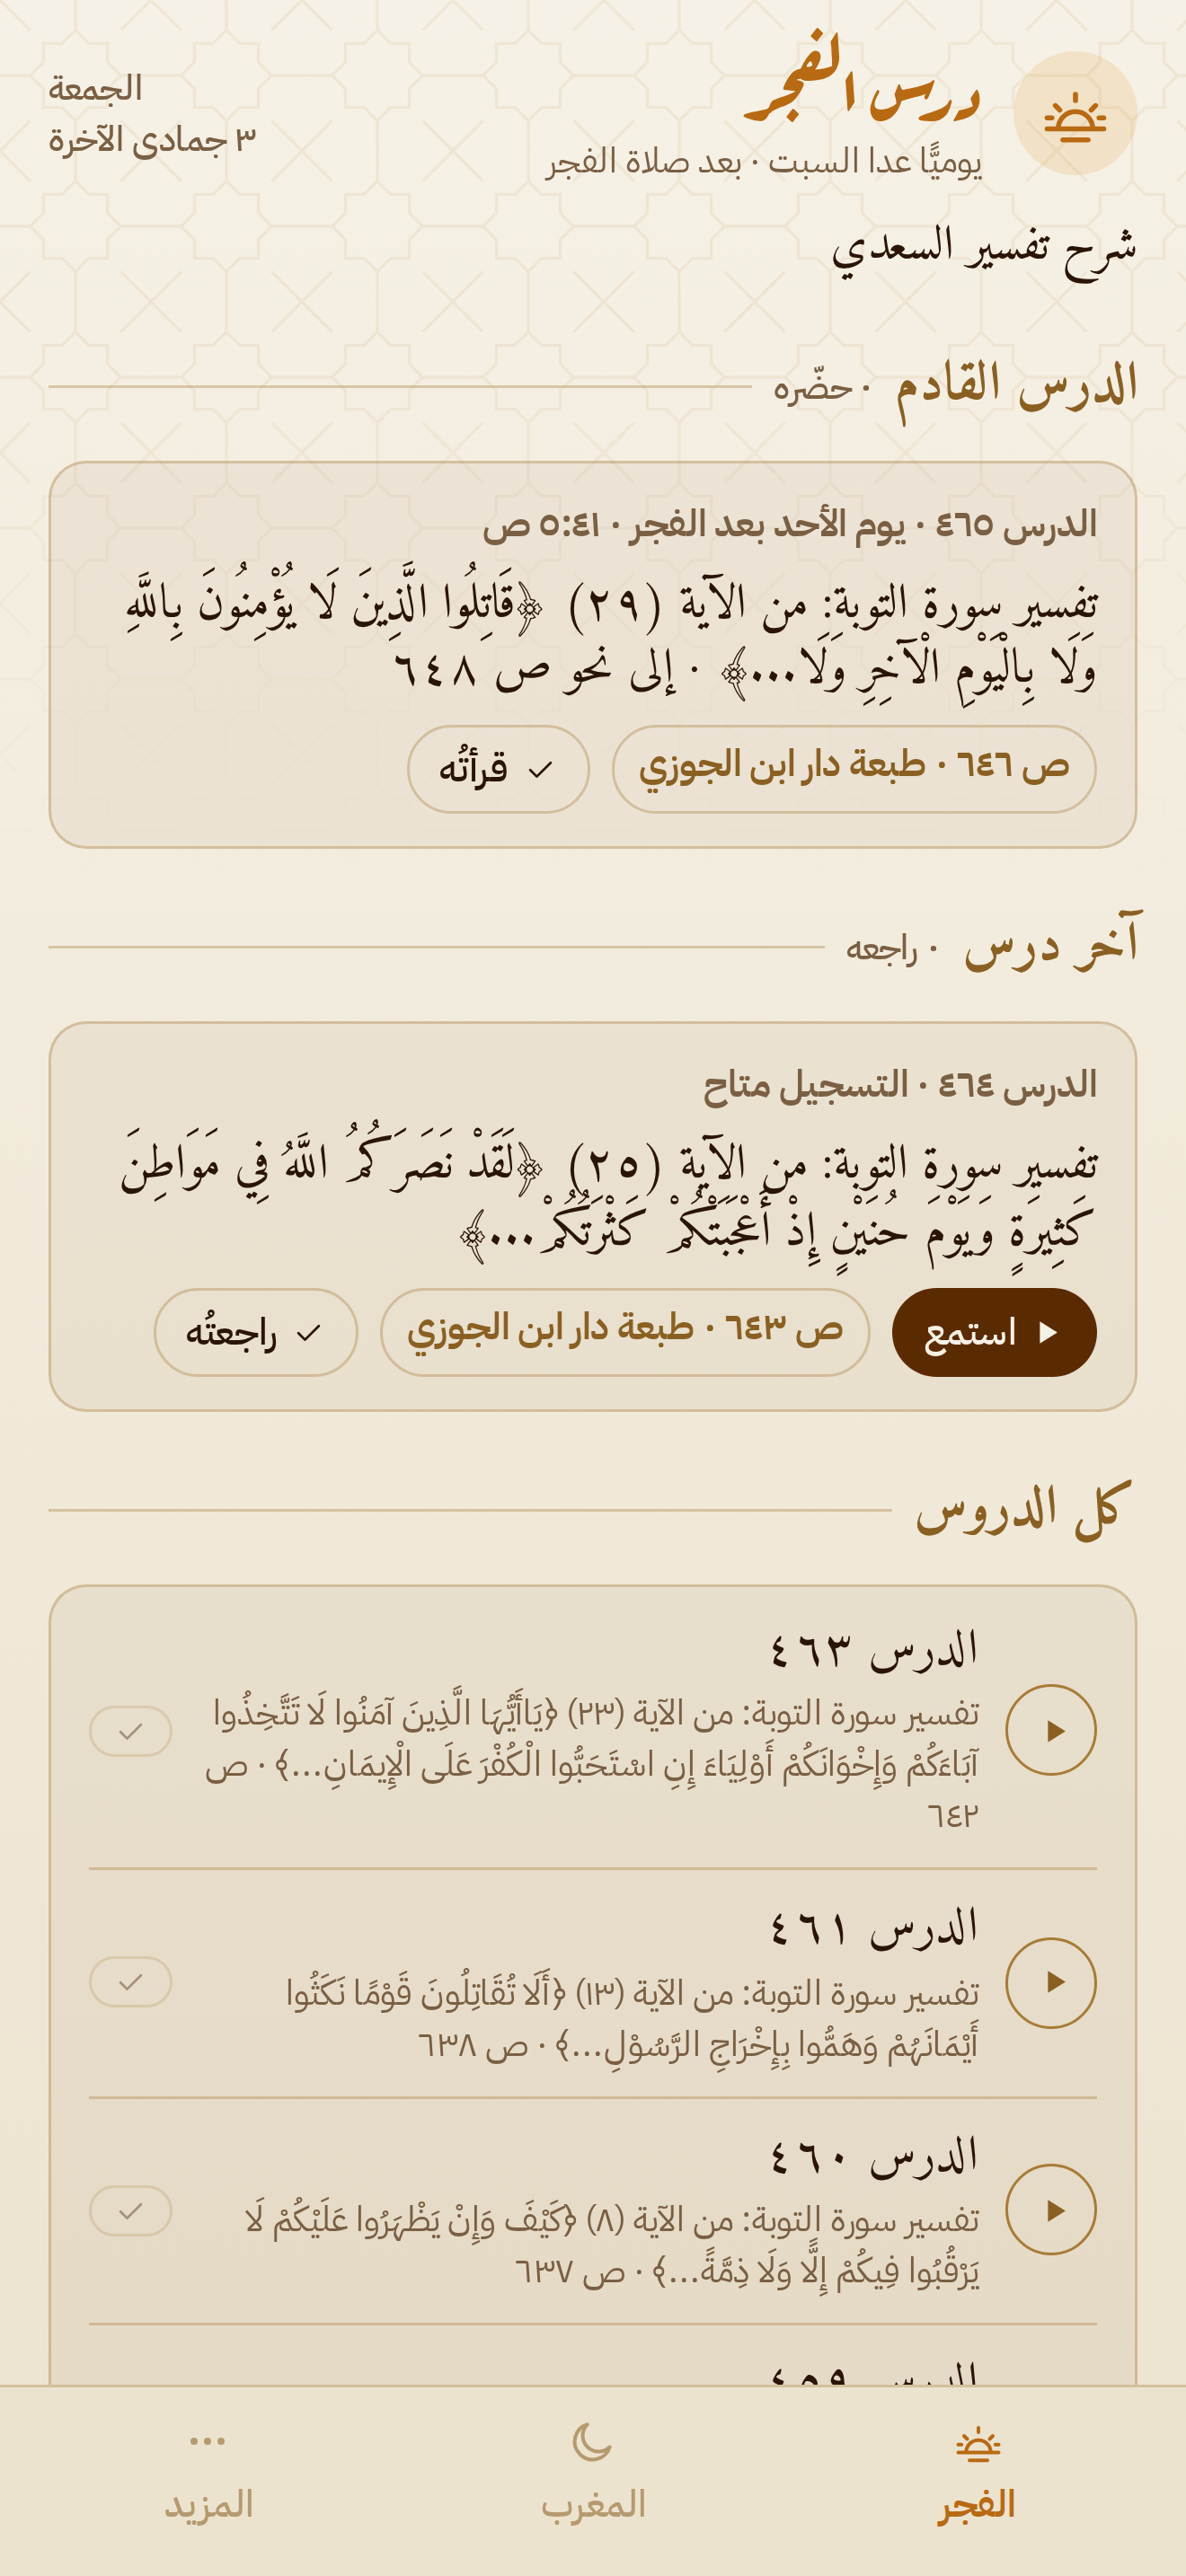 درس الفجر
يوميًّا عدا السبت · بعد صلاة الفجر
الجمعة
٣ جمادى الآخرة
شرح تفسير السعدي
الدرس القادم · حضّره
الدرس ٤٦٥ · يوم الأحد بعد الفجر · ٥:٤١ ص
تفسير سورة التوبة: من الآية (٢٩) ﴿قَاتِلُوا الَّذِينَ لَا يُؤْمِنُونَ بِاللَّهِ
وَلَا بِالْيَوْمِ الْآخِرِ وَلَا...﴾ · إلى نحو ص ٦٤٨
ص ٦٤٦ · طبعة دار ابن الجوزي
قرأتُه
آخر درس · راجعه
الدرس ٤٦٤ · التسجيل متاح
تفسير سورة التوبة: من الآية (٢٥) ﴿لَقَدْ نَصَرَكُمُ اللَّهُ فِي مَوَاطِنَ
كَثِيرَةٍ وَيَوْمَ حُنَيْنٍ إِذْ أَعْجَبَتْكُمْ كَثْرَتُكُمْ...﴾
استمع
ص ٦٤٣ · طبعة دار ابن الجوزي
راجعتُه
كل الدروس
الدرس ٤٦٣
تفسير سورة التوبة: من الآية (٢٣) ﴿يَاأَيُّهَا الَّذِينَ آمَنُوا لَا تَتَّخِذُوا
آبَاءَكُمْ وَإِخْوَانَكُمْ أَوْلِيَاءَ إِنِ اسْتَحَبُّوا الْكُفْرَ عَلَى الْإِيمَانِ...﴾ · ص
٦٤٢
الدرس ٤٦١
تفسير سورة التوبة: من الآية (١٣) ﴿أَلَا تُقَاتِلُونَ قَوْمًا نَكَثُوا
أَيْمَانَهُمْ وَهَمُّوا بِإِخْرَاجِ الرَّسُوْلِ...﴾ · ص ٦٣٨
الدرس ٤٦٠
تفسير سورة التوبة: من الآية (٨) ﴿كَيْفَ وَإِنْ يَظْهَرُوا عَلَيْكُمْ لَا
يَرْقُبُوا فِيكُمْ إِلًّا وَلَا ذِمَّةً...﴾ · ص ٦٣٧
الدرس ٤٥٩
الفجر
المغرب
المزيد